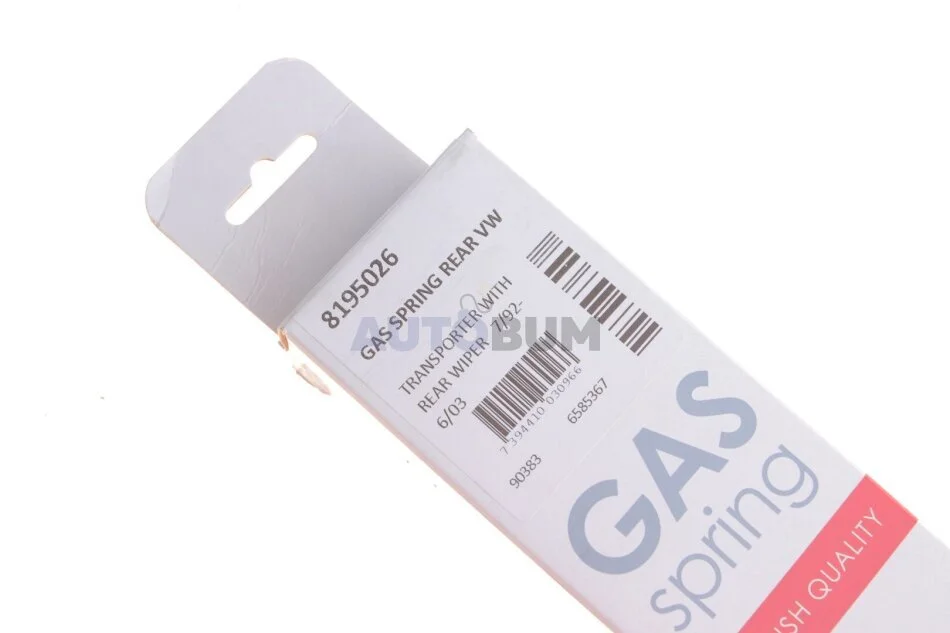 8195026
GAS SPRING REAR VW
TRANSPORTER WITH
REAR WIPER 7/92-
6/03
7 394410 030966
90383
6585367
AUTOBUM
GAS
spring
QUALITY